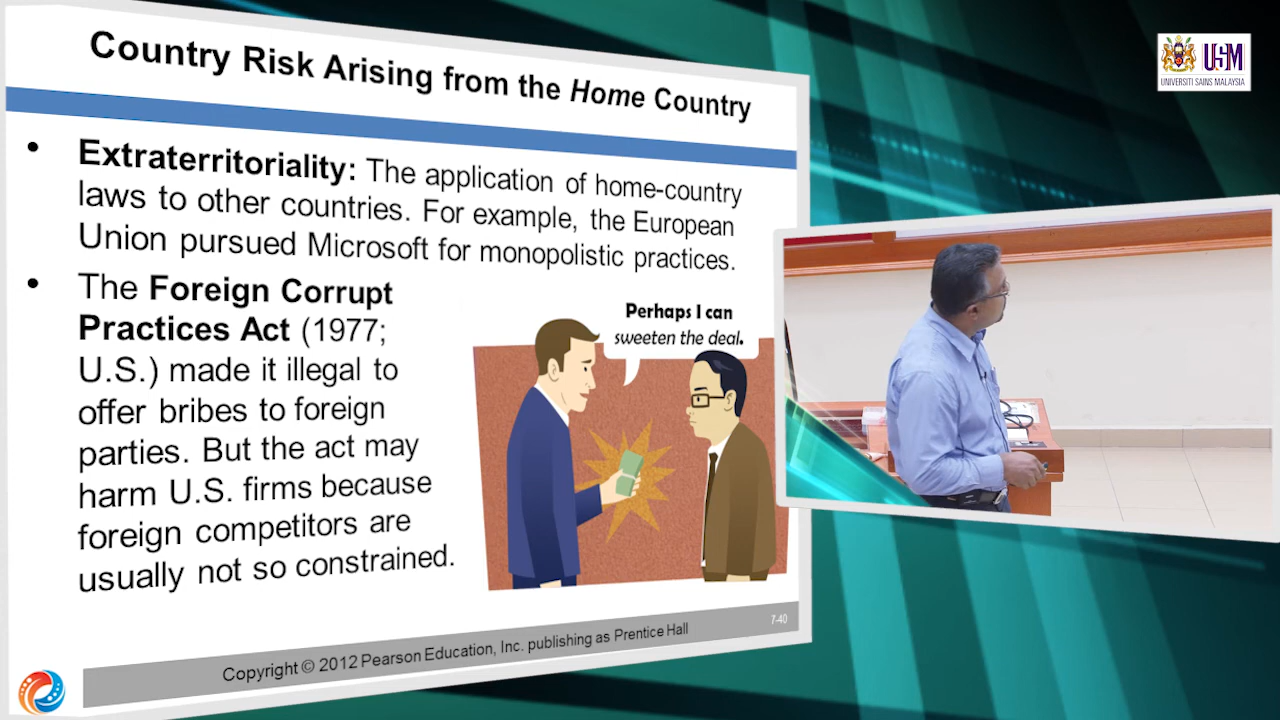 Country Risk Arising from the Home Country
• Extraterritoriality: The application of home-country
laws to other countries. For example, the European
Union pursued Microsoft for monopolistic practices.
• The Foreign Corrupt
Practices Act (1977;
U.S.) made it illegal to
offer bribes to foreign
parties. But the act may
harm U.S. firms because
foreign competitors are
usually not so constrained.
Perhaps I can
sweeten the deal.
Copyright © 2012 Pearson Education, Inc. publishing as Prentice Hall
7-40
USM
UNIVERSITI SAINS MALAYSIA